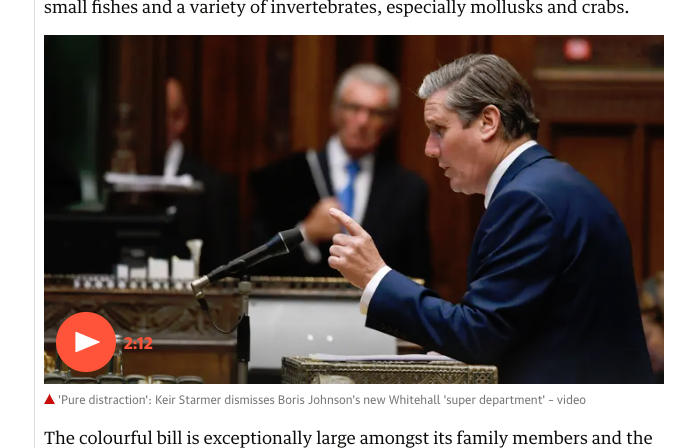 small fishes and a variety of invertebrates, especially mollusks and crabs.
2:12
'Pure distraction': Keir Starmer dismisses Boris Johnson's new Whitehall 'super department' – video
The colourful bill is exceptionally large amongst its family members and the